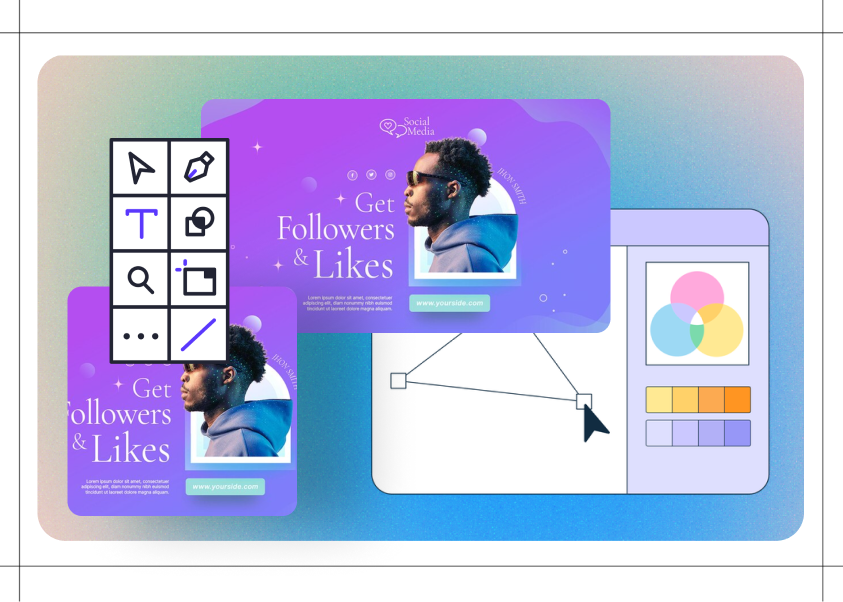 Social
Media
JHON SMITH
Get
Followers
& Likes
Lorem ipsum dolor sit amet, consectetuer
adipiscing elit, diam nonummy nibh euismod
tincidunt ut laoreet dolore magna aliquam.
www.yourside.com
T
JHON SMITH
Get
ollowers
& Likes
Lorem ipsum dolor sit amet, consectetuer
adipiscing elit, diam nonummy nibh euismod
tincidunt ut laoreet dolore magna aliquam.
www.yourside.com